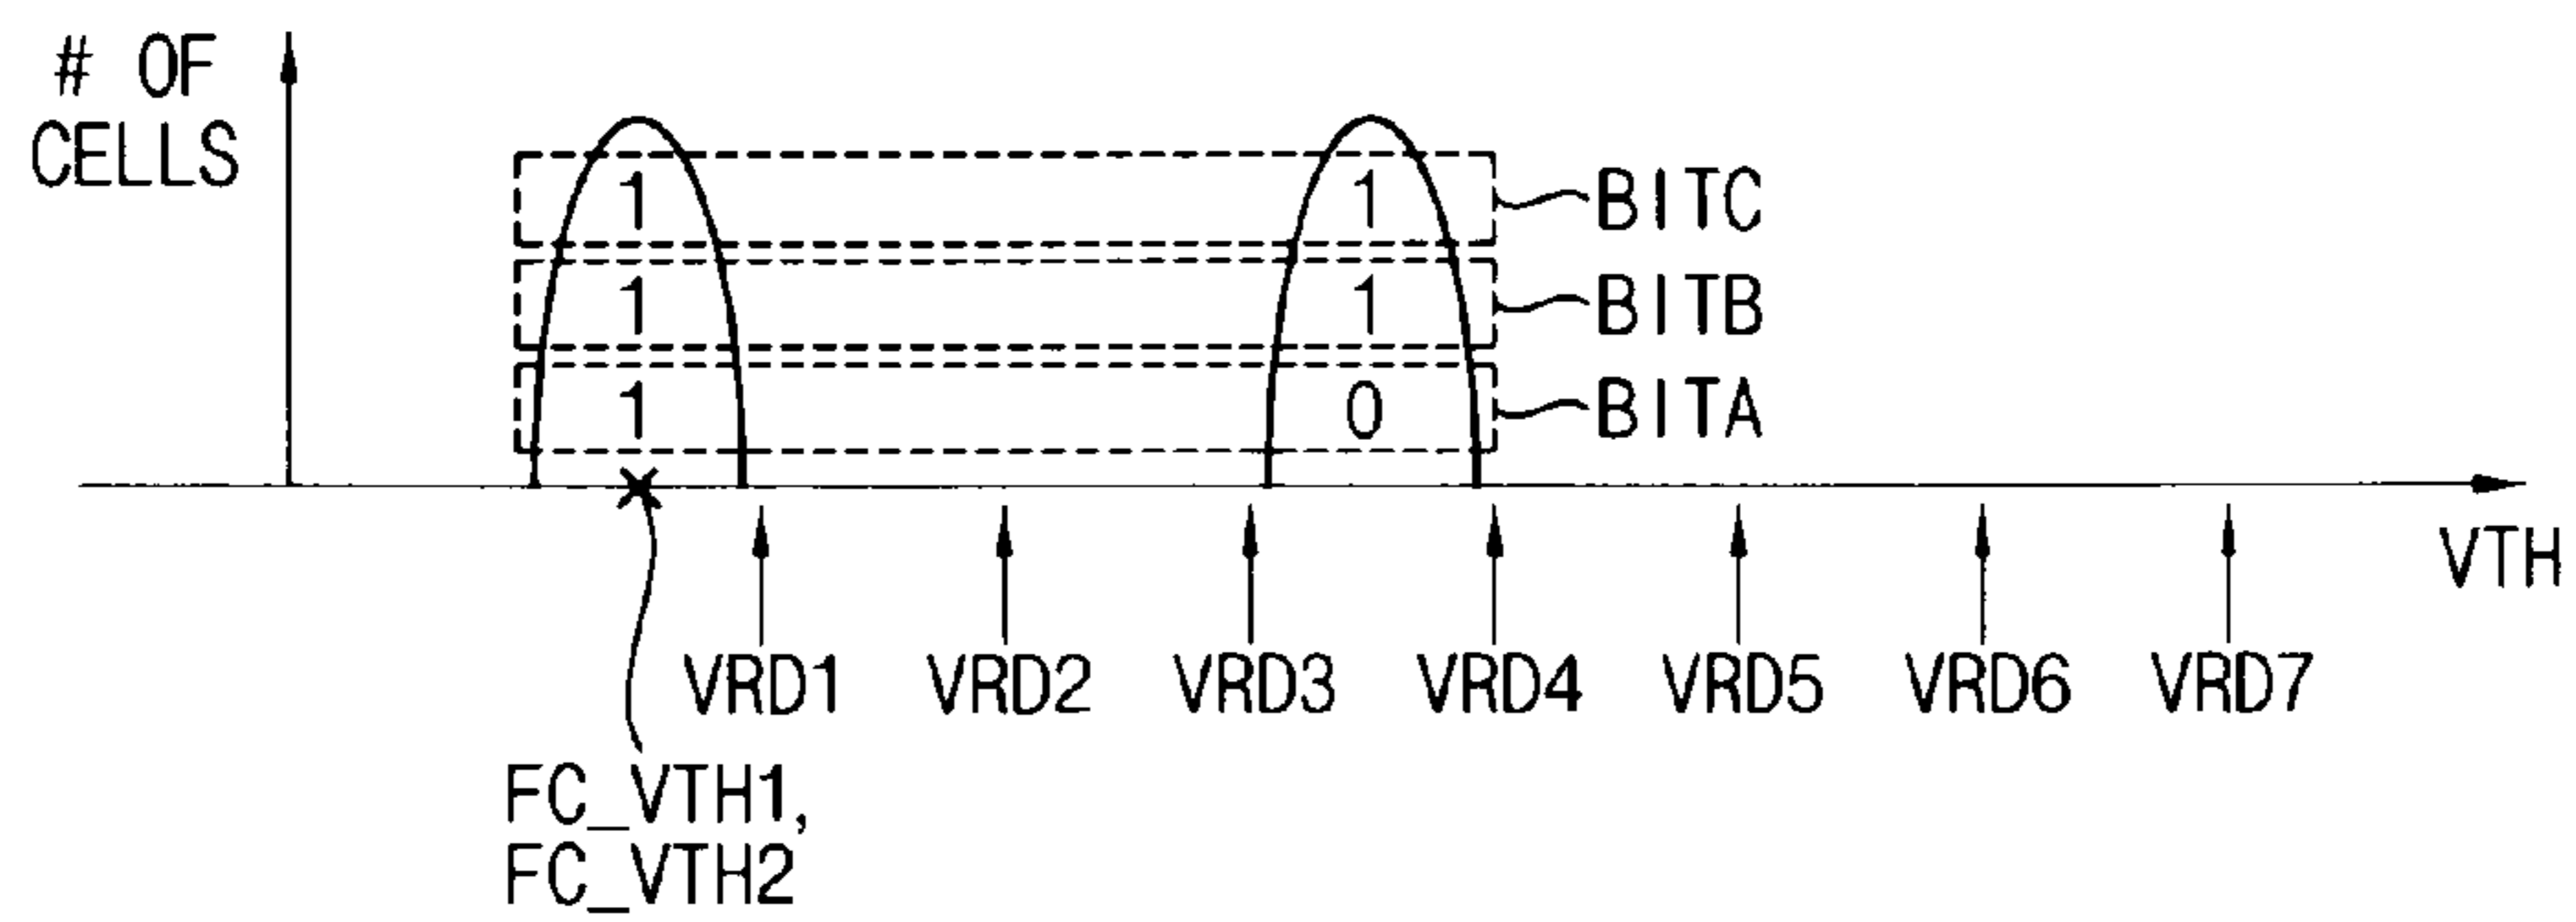 # OF
CELLS
1 1 BITC
1 1 BITB
1 0 BITA
VTH
VRD1 VRD2 VRD3 VRD4 VRD5 VRD6 VRD7
FC_VTH1,
FC_VTH2